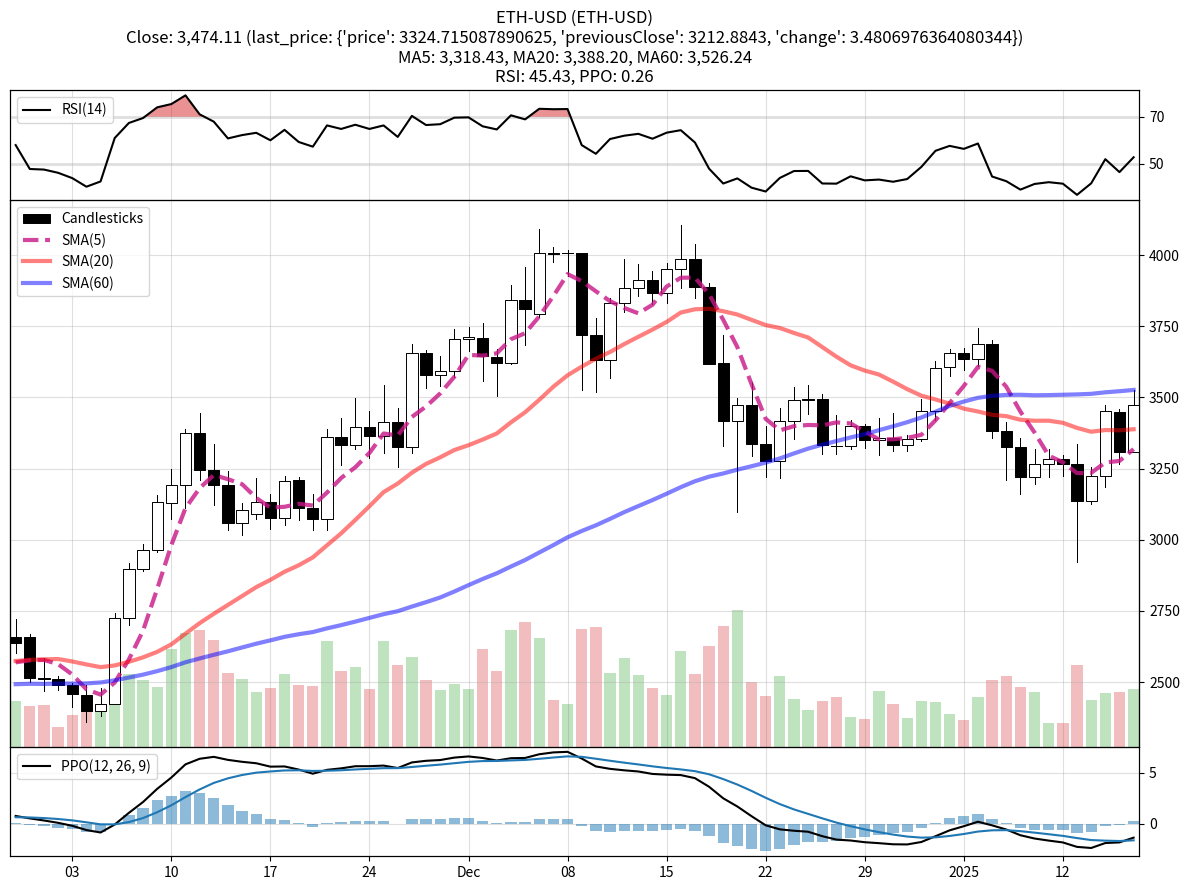 ETH-USD (ETH-USD)
Close: 3,474.11 (last_price: {'price': 3324.715087890625, 'previousClose': 3212.8843, 'change': 3.4806976364080344})
MA5: 3,318.43, MA20: 3,388.20, MA60: 3,526.24
RSI: 45.43, PPO: 0.26
RSI(14)
70
50
Candlesticks
SMA(5)
SMA(20)
SMA(60)
4000
3750
3500
3250
3000
2750
2500
PPO(12, 26, 9)
5
0
03 10 17 24 Dec 08 15 22 29 2025 12